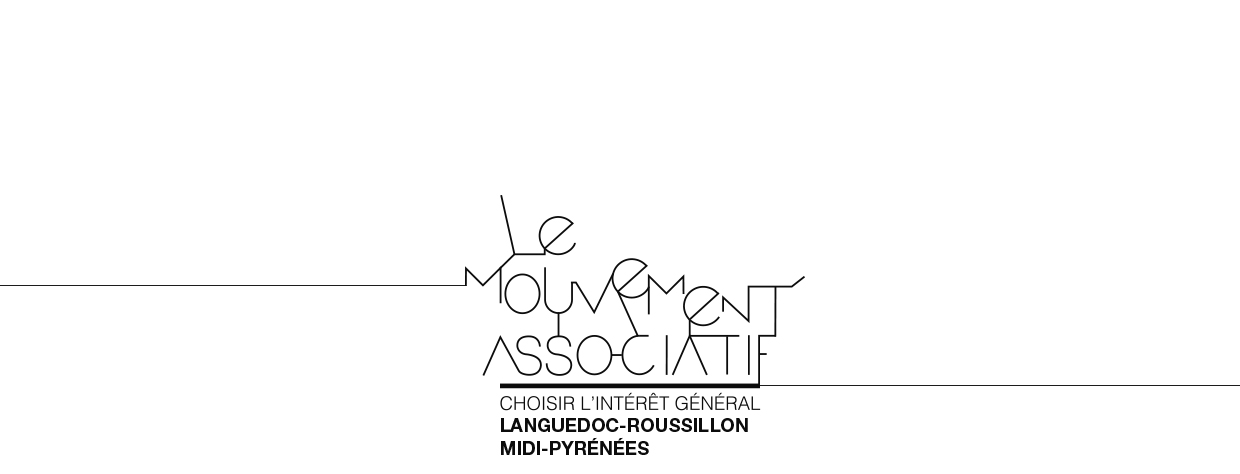 Le
MOUVeMeNT
ASSOCIATIF
CHOISIR L'INTÉRÊT GÉNÉRAL
LANGUEDOC-ROUSSILLON
MIDI-PYRÉNÉES